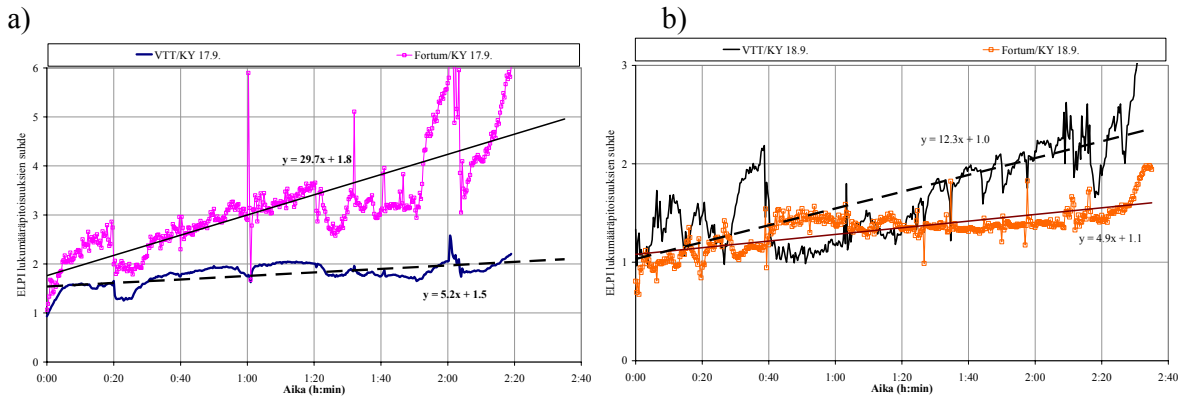 a)
VTT/KY 17.9. Fortum/KY 17.9.
6
5
4
3
2
1
0
ELPI lukumääräpitoisuuksien suhde
y = 29.7x + 1.8
y = 5.2x + 1.5
0:00 0:20 0:40 1:00 1:20 1:40 2:00 2:20 2:40
Aika (h:min)
b)
VTT/KY 18.9. Fortum/KY 18.9.
3
2
1
0
ELPI lukumääräpitoisuuksien suhde
y = 12.3x + 1.0
y = 4.9x + 1.1
0:00 0:20 0:40 1:00 1:20 1:40 2:00 2:20 2:40
Aika (h:min)